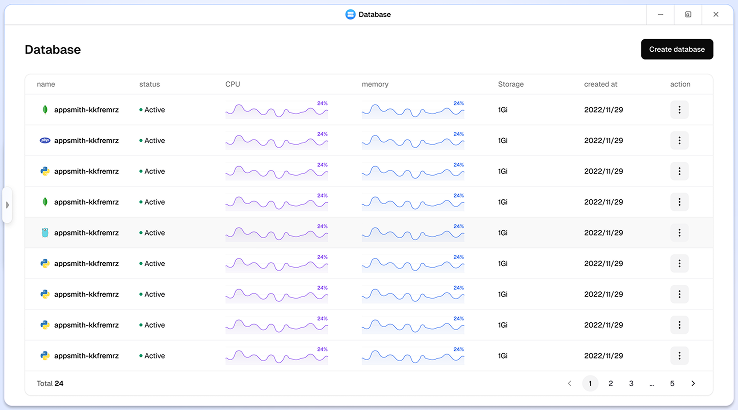 Database
Database
Create database
name status CPU memory Storage created at action
appsmith-kkfremrz Active 24% 24% 1Gi 2022/11/29
php appsmith-kkfremrz Active 24% 24% 1Gi 2022/11/29
appsmith-kkfremrz Active 24% 24% 1Gi 2022/11/29
appsmith-kkfremrz Active 24% 24% 1Gi 2022/11/29
appsmith-kkfremrz Active 24% 24% 1Gi 2022/11/29
appsmith-kkfremrz Active 24% 24% 1Gi 2022/11/29
appsmith-kkfremrz Active 24% 24% 1Gi 2022/11/29
appsmith-kkfremrz Active 24% 24% 1Gi 2022/11/29
appsmith-kkfremrz Active 24% 24% 1Gi 2022/11/29
Total 24 1 2 3 ... 5